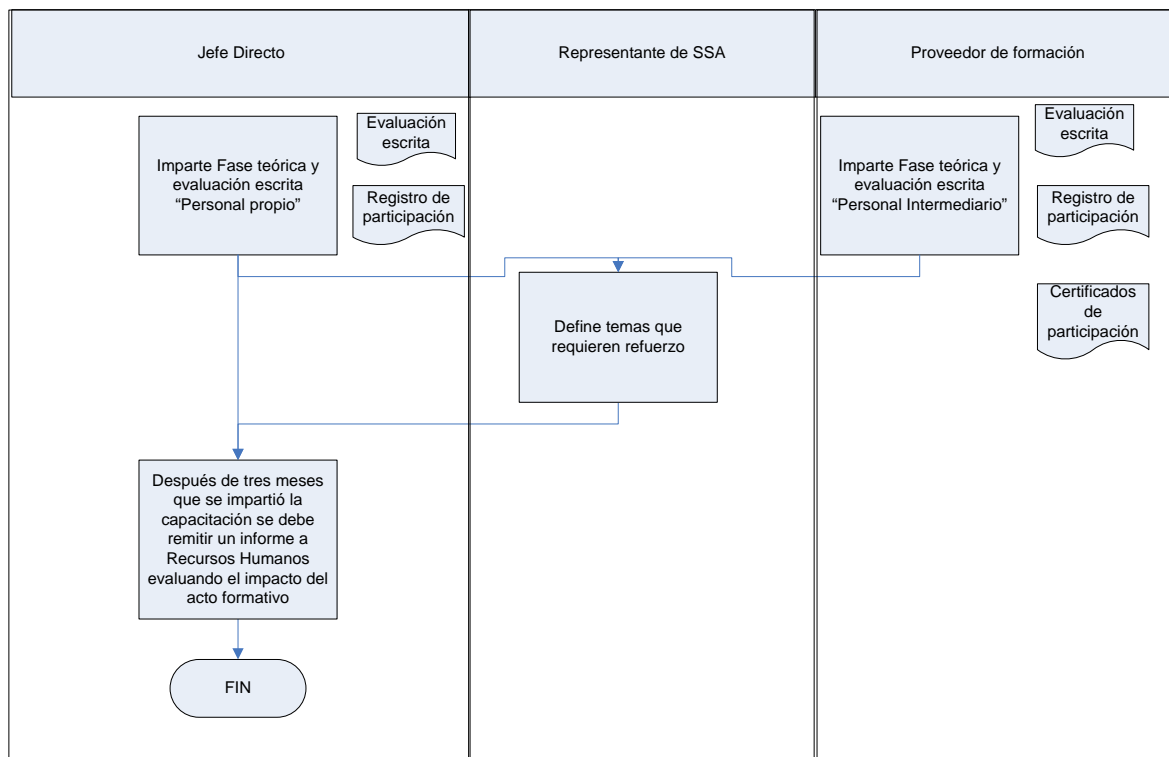 Jefe Directo
Representante de SSA
Proveedor de formación
Imparte Fase teórica y
evaluación escrita
“Personal propio”
Evaluación
escrita
Registro de
participación
Imparte Fase teórica y
evaluación escrita
“Personal Intermediario”
Evaluación
escrita
Registro de
participación
Certificados
de
participación
Define temas que
requieren refuerzo
Después de tres meses
que se impartió la
capacitación se debe
remitir un informe a
Recursos Humanos
evaluando el impacto del
acto formativo
FIN